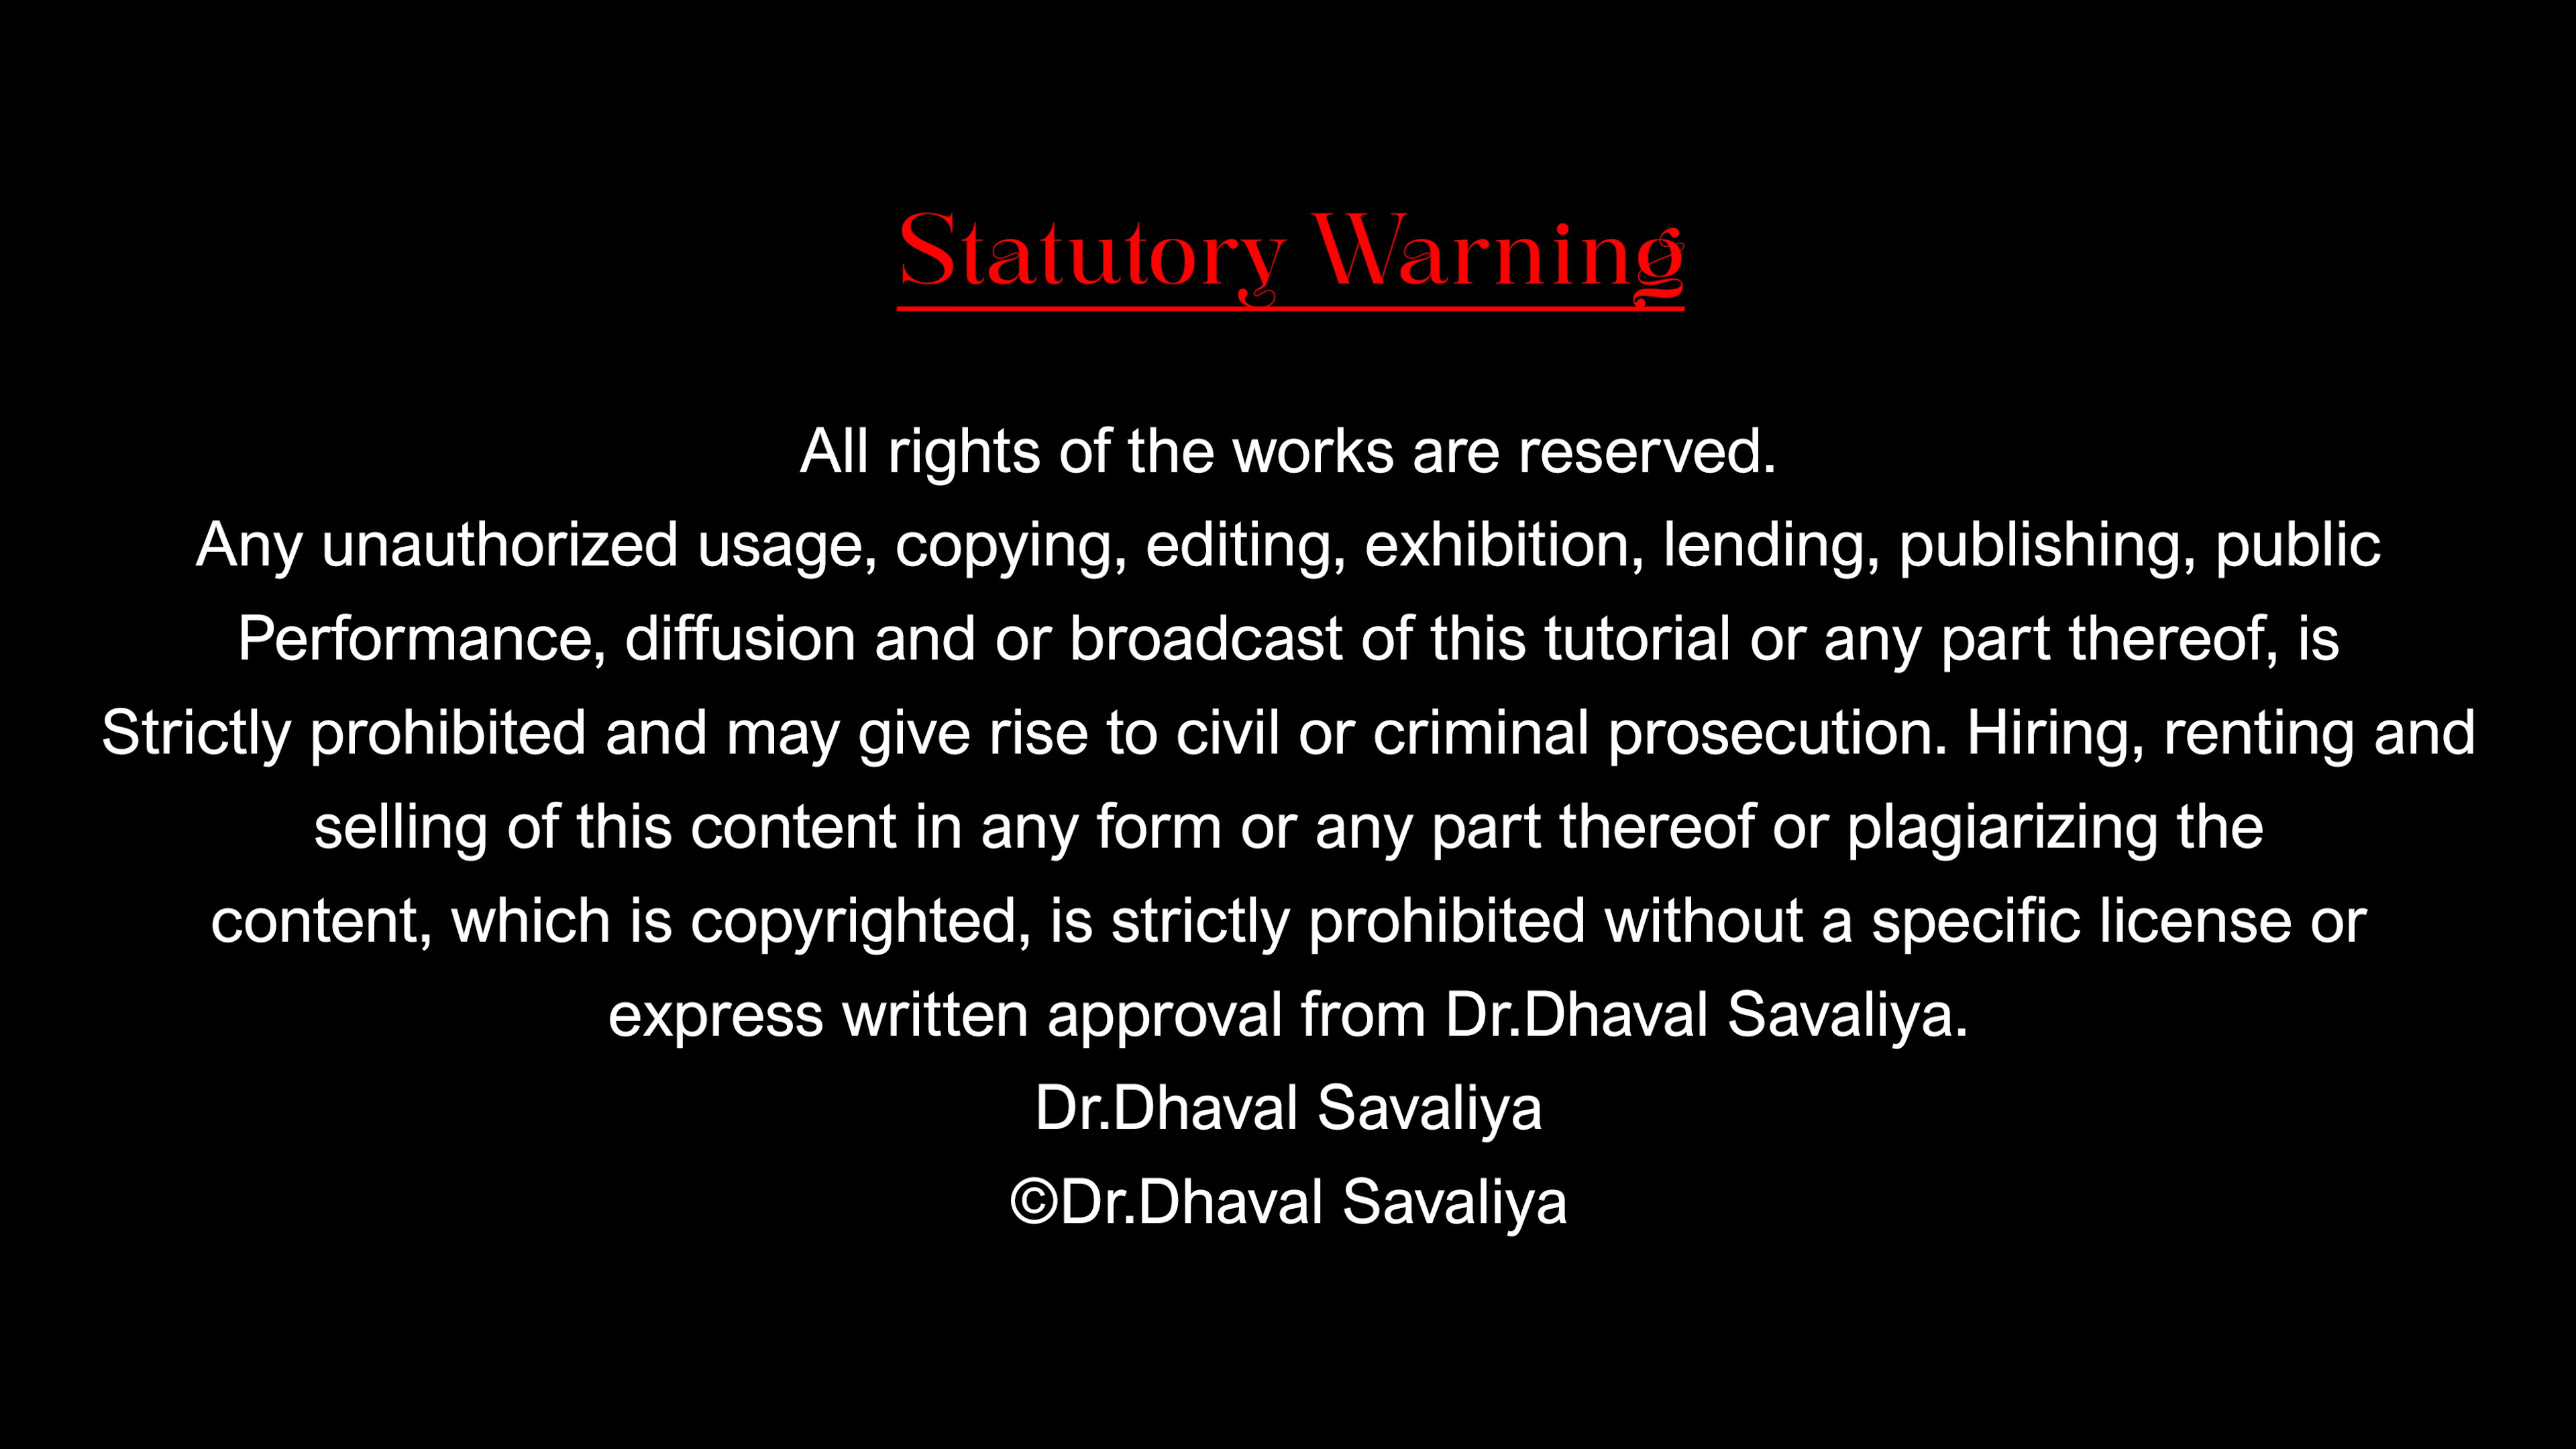 Statutory Warning
All rights of the works are reserved.
Any unauthorized usage, copying, editing, exhibition, lending, publishing, public
Performance, diffusion and or broadcast of this tutorial or any part thereof, is
Strictly prohibited and may give rise to civil or criminal prosecution. Hiring, renting and
selling of this content in any form or any part thereof or plagiarizing the
content, which is copyrighted, is strictly prohibited without a specific license or
express written approval from Dr.Dhaval Savaliya.
Dr.Dhaval Savaliya
©Dr.Dhaval Savaliya